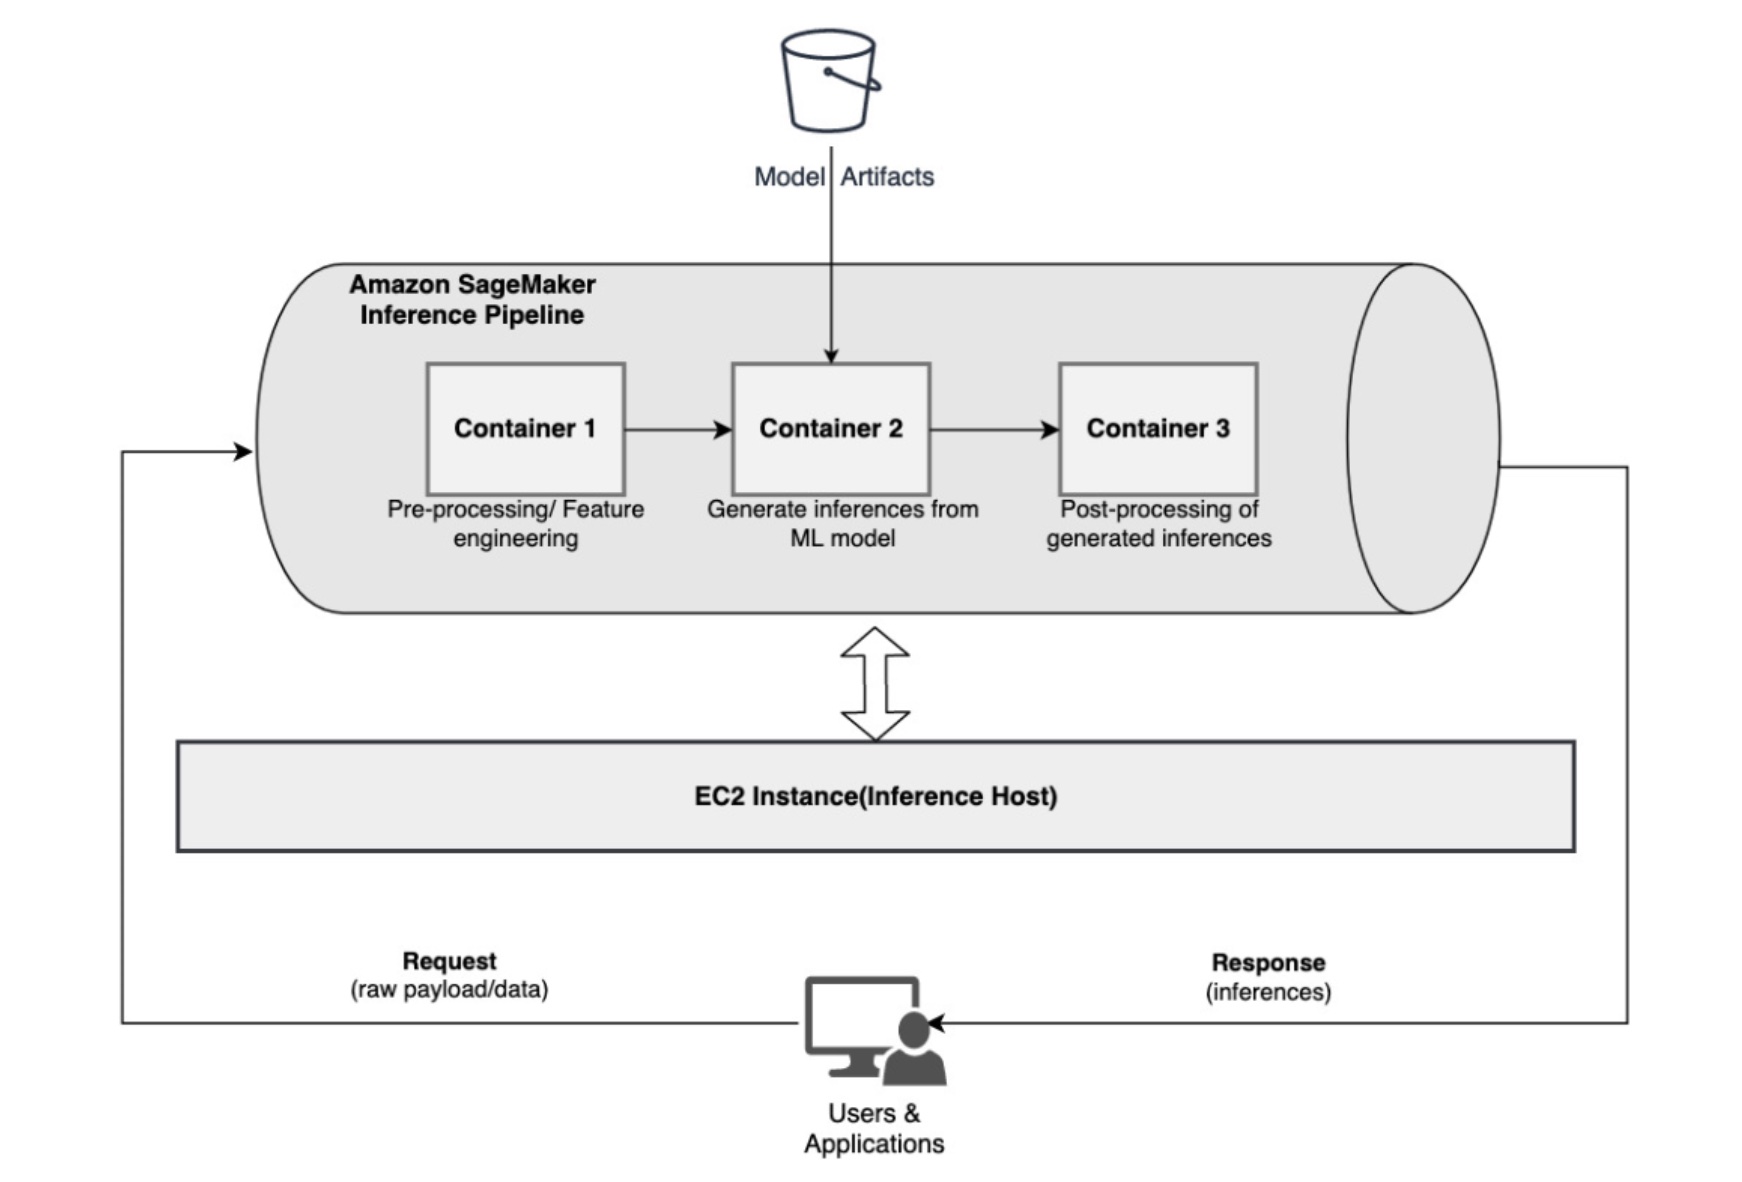 Model Artifacts
Amazon SageMaker
Inference Pipeline
Container 1
Container 2
Container 3
Pre-processing/ Feature
engineering
Generate inferences from
ML model
Post-processing of
generated inferences
EC2 Instance(Inference Host)
Request
(raw payload/data)
Response
(inferences)
Users &
Applications